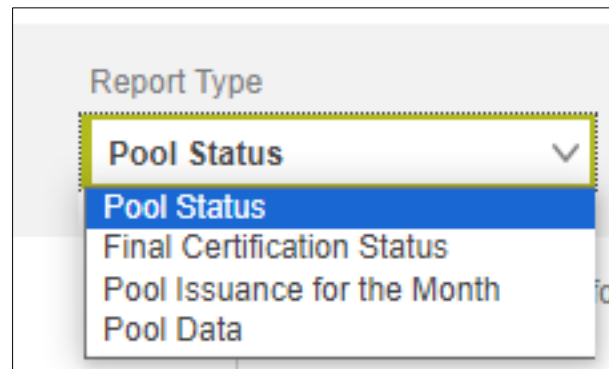 Report Type
Pool Status
Pool Status
Final Certification Status
Pool Issuance for the Month
Pool Data